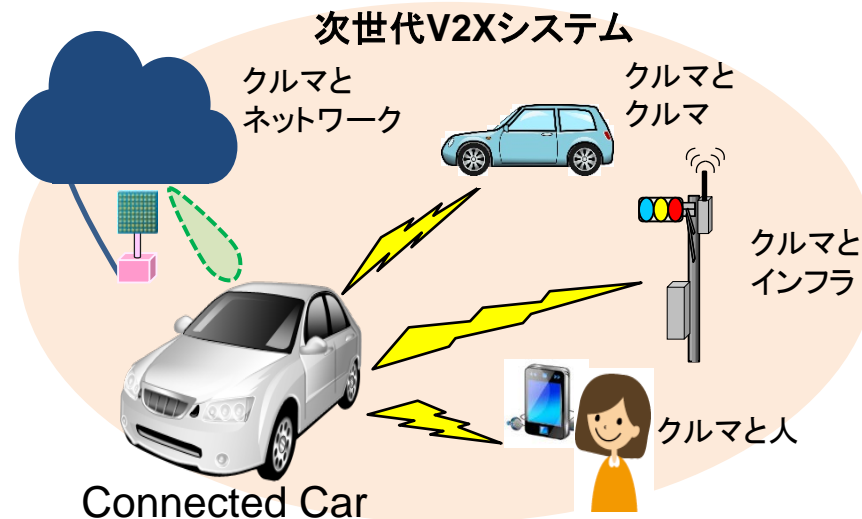 次世代V2Xシステム
クルマと
ネットワーク
クルマと
クルマ
クルマと
インフラ
クルマと人
Connected Car